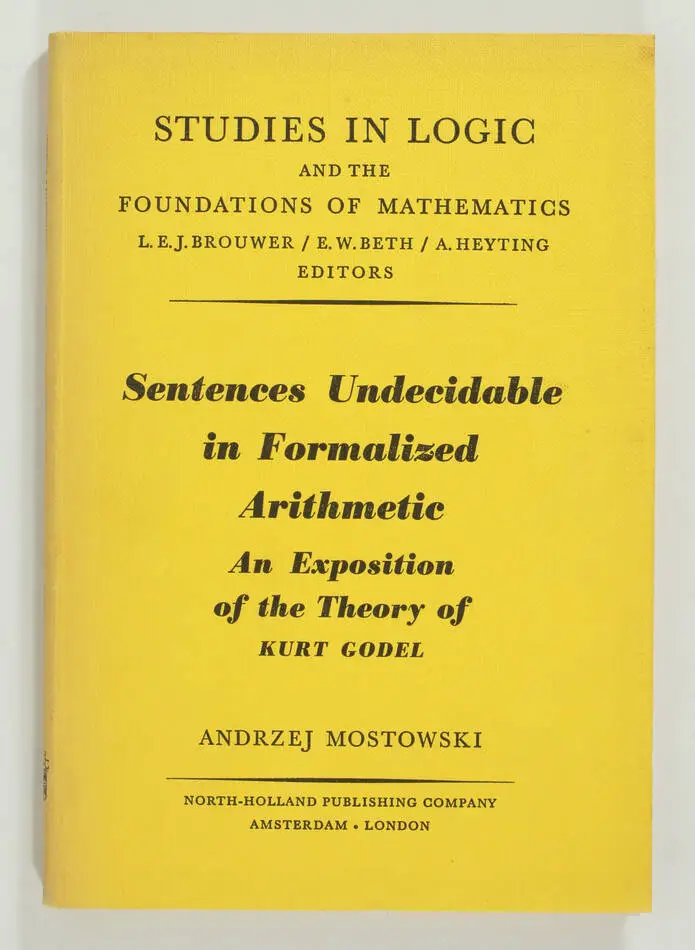 STUDIES IN LOGIC
AND THE
FOUNDATIONS OF MATHEMATICS
L. E. J. BROUWER / E. W. BETH / A. HEYTING
EDITORS
Sentences Undecidable
in Formalized
Arithmetic
An Exposition
of the Theory of
KURT GODEL
ANDRZEJ MOSTOWSKI
NORTH-HOLLAND PUBLISHING COMPANY
AMSTERDAM • LONDON